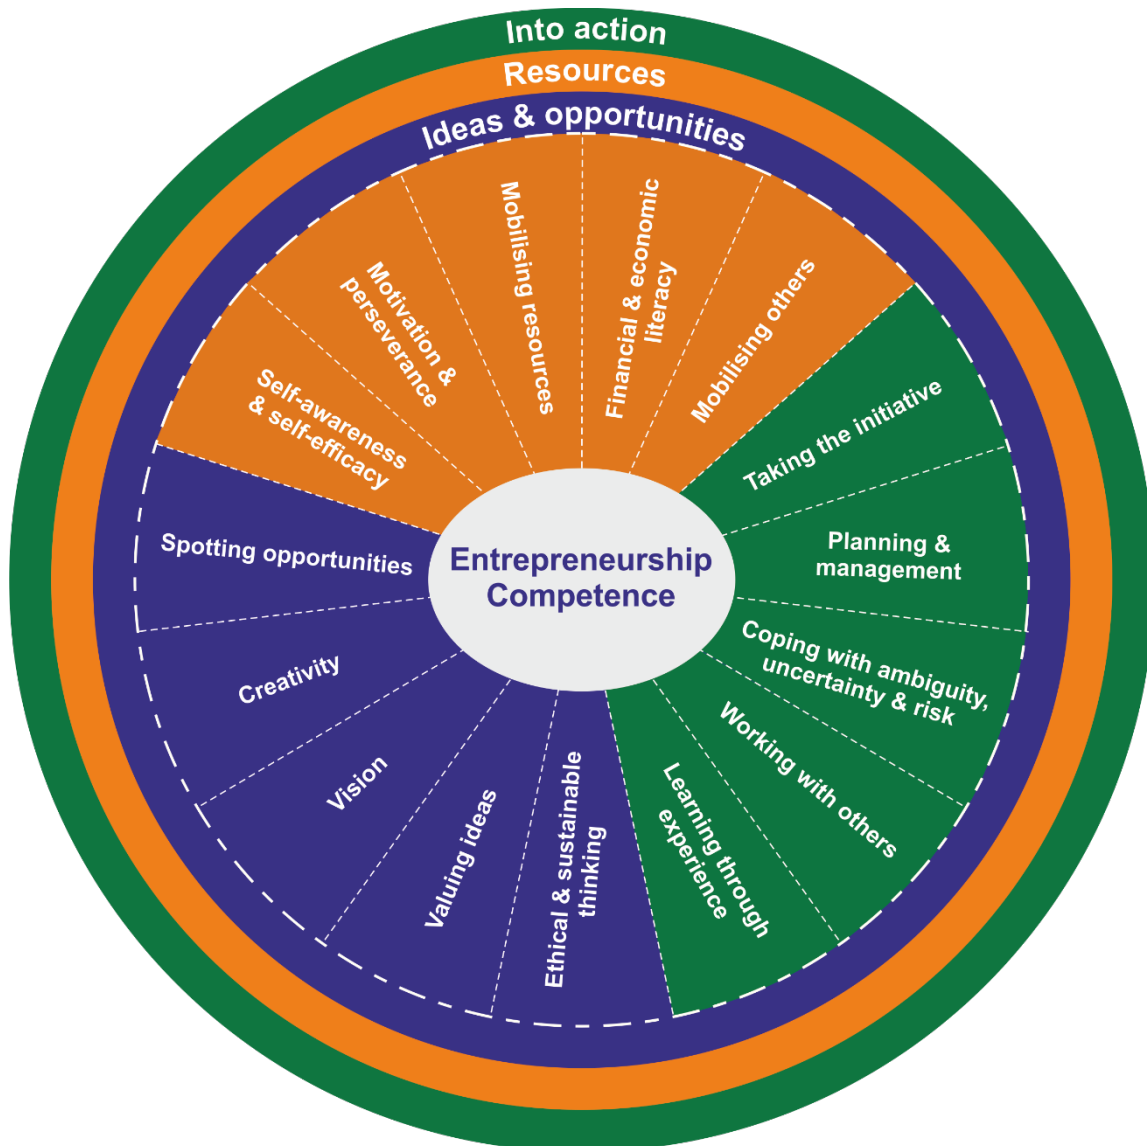 Into action
Resources
Ideas & opportunities
Self-awareness
& self-efficacy
Motivation &
perseverance
Mobilising resources
Financial & economic
literacy
Mobilising others
Taking the initiative
Planning &
management
Coping with ambiguity,
uncertainty & risk
Working with others
Learning through
experience
Ethical & sustainable
thinking
Valuing ideas
Vision
Creativity
Spotting opportunities
Entrepreneurship
Competence